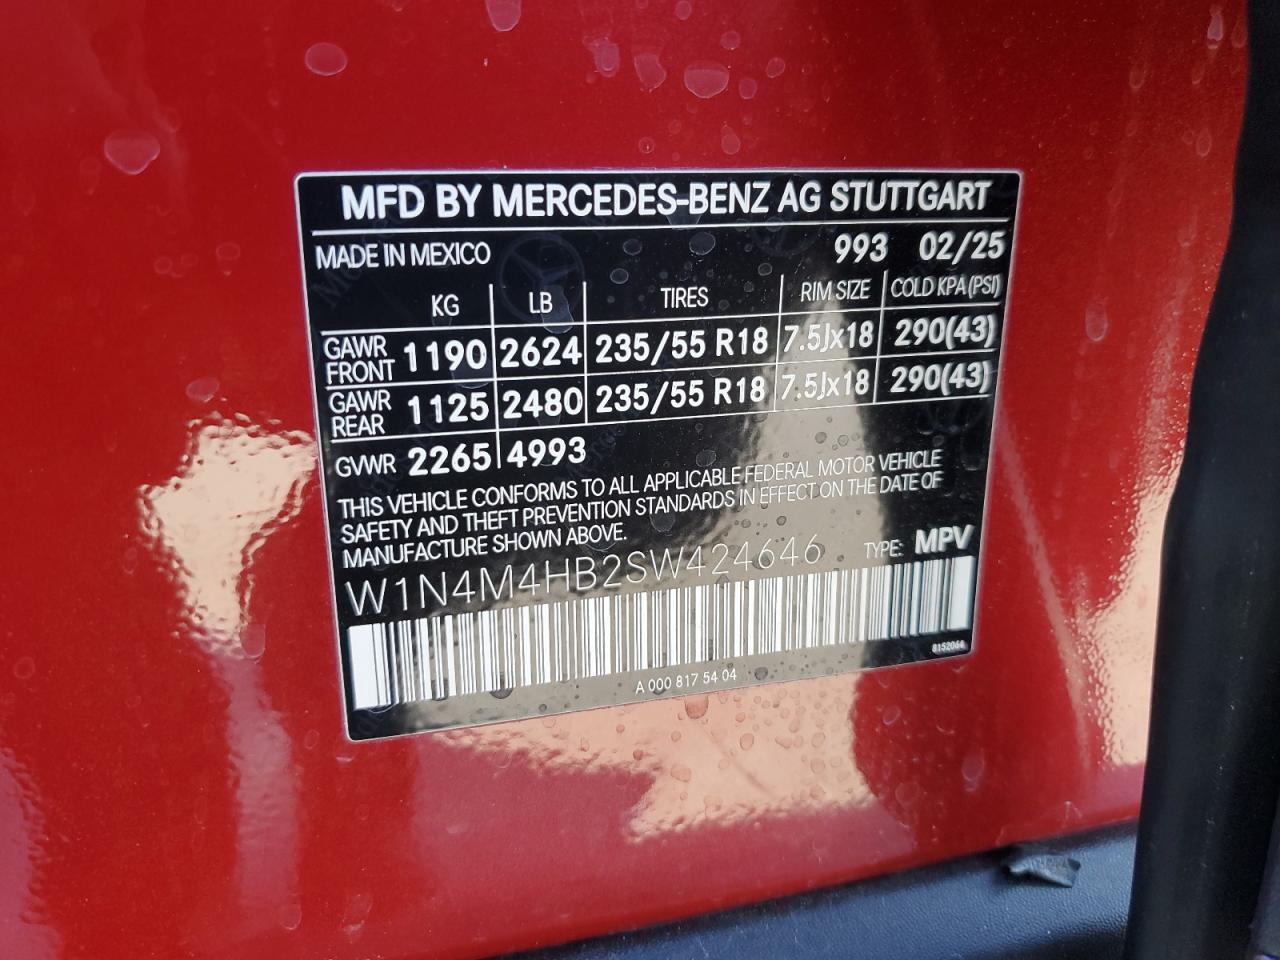 MFD BY MERCEDES-BENZ AG STUTTGART
MADE IN MEXICO 993 02/25
KG LB TIRES RIM SIZE COLD KPA (PSI)
GAWR FRONT 1190 2624 235/55 R18 7.5Jx18 290(43)
GAWR REAR 1125 2480 235/55 R18 7.5Jx18 290(43)
GVWR 2265 4993
THIS VEHICLE CONFORMS TO ALL APPLICABLE FEDERAL MOTOR VEHICLE
SAFETY AND THEFT PREVENTION STANDARDS IN EFFECT ON THE DATE OF
MANUFACTURE SHOWN ABOVE.
W1N4M4HB2SW424646 TYPE: MPV
8152064
A 000 817 54 04